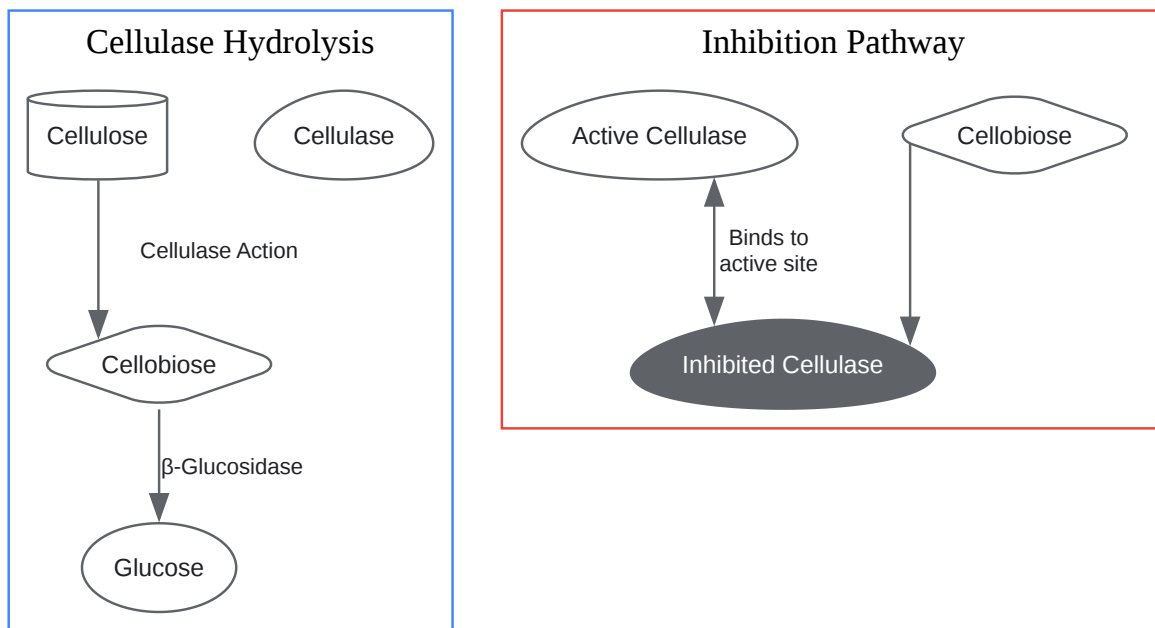 Cellulase Hydrolysis
Cellulose
Cellulase
Cellulase Action
Cellobiose
β-Glucosidase
Glucose
Inhibition Pathway
Active Cellulase
Cellobiose
Binds to
active site
Inhibited Cellulase